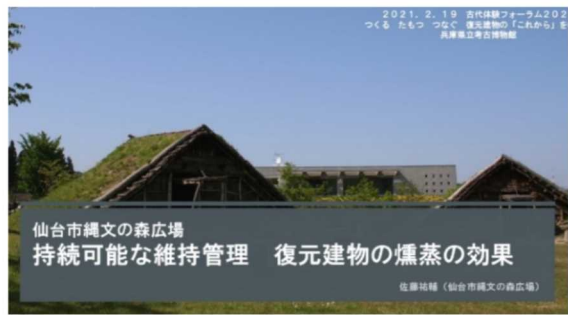 2021.2.19 古代体験フォーラム202
つくる たもつ つなぐ 復元建物の「これから」を
兵庫県立考古博物館
仙台市縄文の森広場
持続可能な維持管理 復元建物の燻蒸の効果
佐藤祐輔（仙台市縄文の森広場）